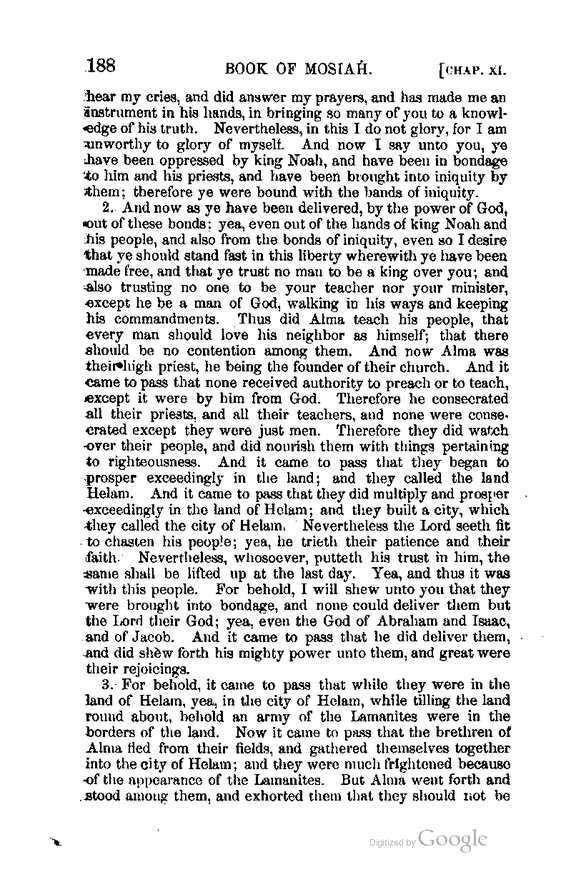 188 BOOK OF MOSIAH. [CHAP. XI.
hear my cries, and did answer my prayers, and has made me an
instrument in his hands, in bringing so many of you to a knowl-
edge of his truth. Nevertheless, in this I do not glory, for I am
unworthy to glory of myself. And now I say unto you, ye
have been oppressed by king Noah, and have been in bondage
to him and his priests, and have been brought into iniquity by
them; therefore ye were bound with the bands of iniquity.
2. And now as ye have been delivered, by the power of God,
out of these bonds; yea, even out of the hands of king Noah and
his people, and also from the bonds of iniquity, even so I desire
that ye should stand fast in this liberty wherewith ye have been
made free, and that ye trust no man to be a king over you; and
also trusting no one to be your teacher nor your minister,
except he be a man of God, walking in his ways and keeping
his commandments. Thus did Alma teach his people, that
every man should love his neighbor as himself; that there
should be no contention among them. And now Alma was
their high priest, he being the founder of their church. And it
came to pass that none received authority to preach or to teach,
except it were by him from God. Therefore he consecrated
all their priests, and all their teachers, and none were conse-
crated except they were just men. Therefore they did watch
over their people, and did nourish them with things pertaining
to righteousness. And it came to pass that they began to
prosper exceedingly in the land; and they called the land
Helam. And it came to pass that they did multiply and prosper
exceedingly in the land of Helam; and they built a city, which
they called the city of Helam. Nevertheless the Lord seeth fit
to chasten his people; yea, he trieth their patience and their
faith. Nevertheless, whosoever, putteth his trust in him, the
same shall be lifted up at the last day. Yea, and thus it was
with this people. For behold, I will shew unto you that they
were brought into bondage, and none could deliver them but
the Lord their God; yea, even the God of Abraham and Isaac,
and of Jacob. And it came to pass that he did deliver them,
and did shew forth his mighty power unto them, and great were
their rejoicings.
3. For behold, it came to pass that while they were in the
land of Helam, yea, in the city of Helam, while tilling the land
round about, behold an army of the Lamanites were in the
borders of the land. Now it came to pass that the brethren of
Alma fled from their fields, and gathered themselves together
into the city of Helam; and they were much frightened because
of the appearance of the Lamanites. But Alma went forth and
stood among them, and exhorted them that they should not be
Digitized by Google